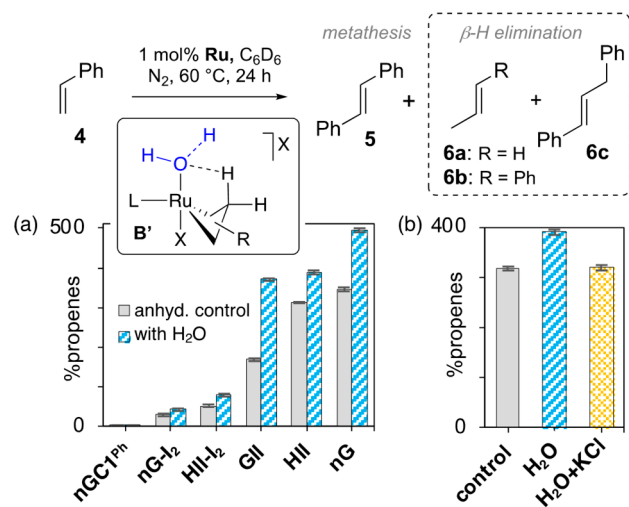 metathesis
β-H elimination
1 mol% Ru, C6D6
N2, 60 °C, 24 h
Ph
4
Ph
Ph
5
+
R
6a: R = H
6b: R = Ph
+
Ph
Ph
6c
H
H
O
H
H
L
Ru
X
R
X
B'
(a)
500
0
%propenes
anhyd. control
with H2O
nGC1Ph
nG-I2
HII-I2
GII
HII
nG
(b)
400
0
%propenes
control
H2O
H2O+KCl